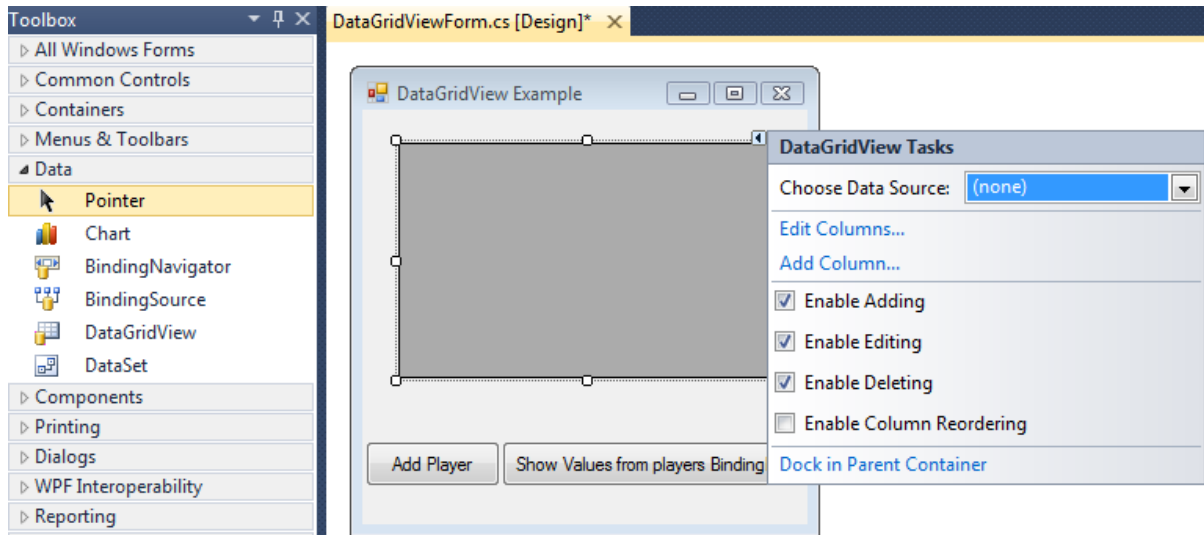 Toolbox
All Windows Forms
Common Controls
Containers
Menus & Toolbars
Data
Pointer
Chart
BindingNavigator
BindingSource
DataGridView
DataSet
Components
Printing
Dialogs
WPF Interoperability
Reporting
DataGridViewForm.cs [Design]*
DataGridView Example
Add Player
Show Values from players Binding
DataGridView Tasks
Choose Data Source: (none)
Edit Columns...
Add Column...
Enable Adding
Enable Editing
Enable Deleting
Enable Column Reordering
Dock in Parent Container